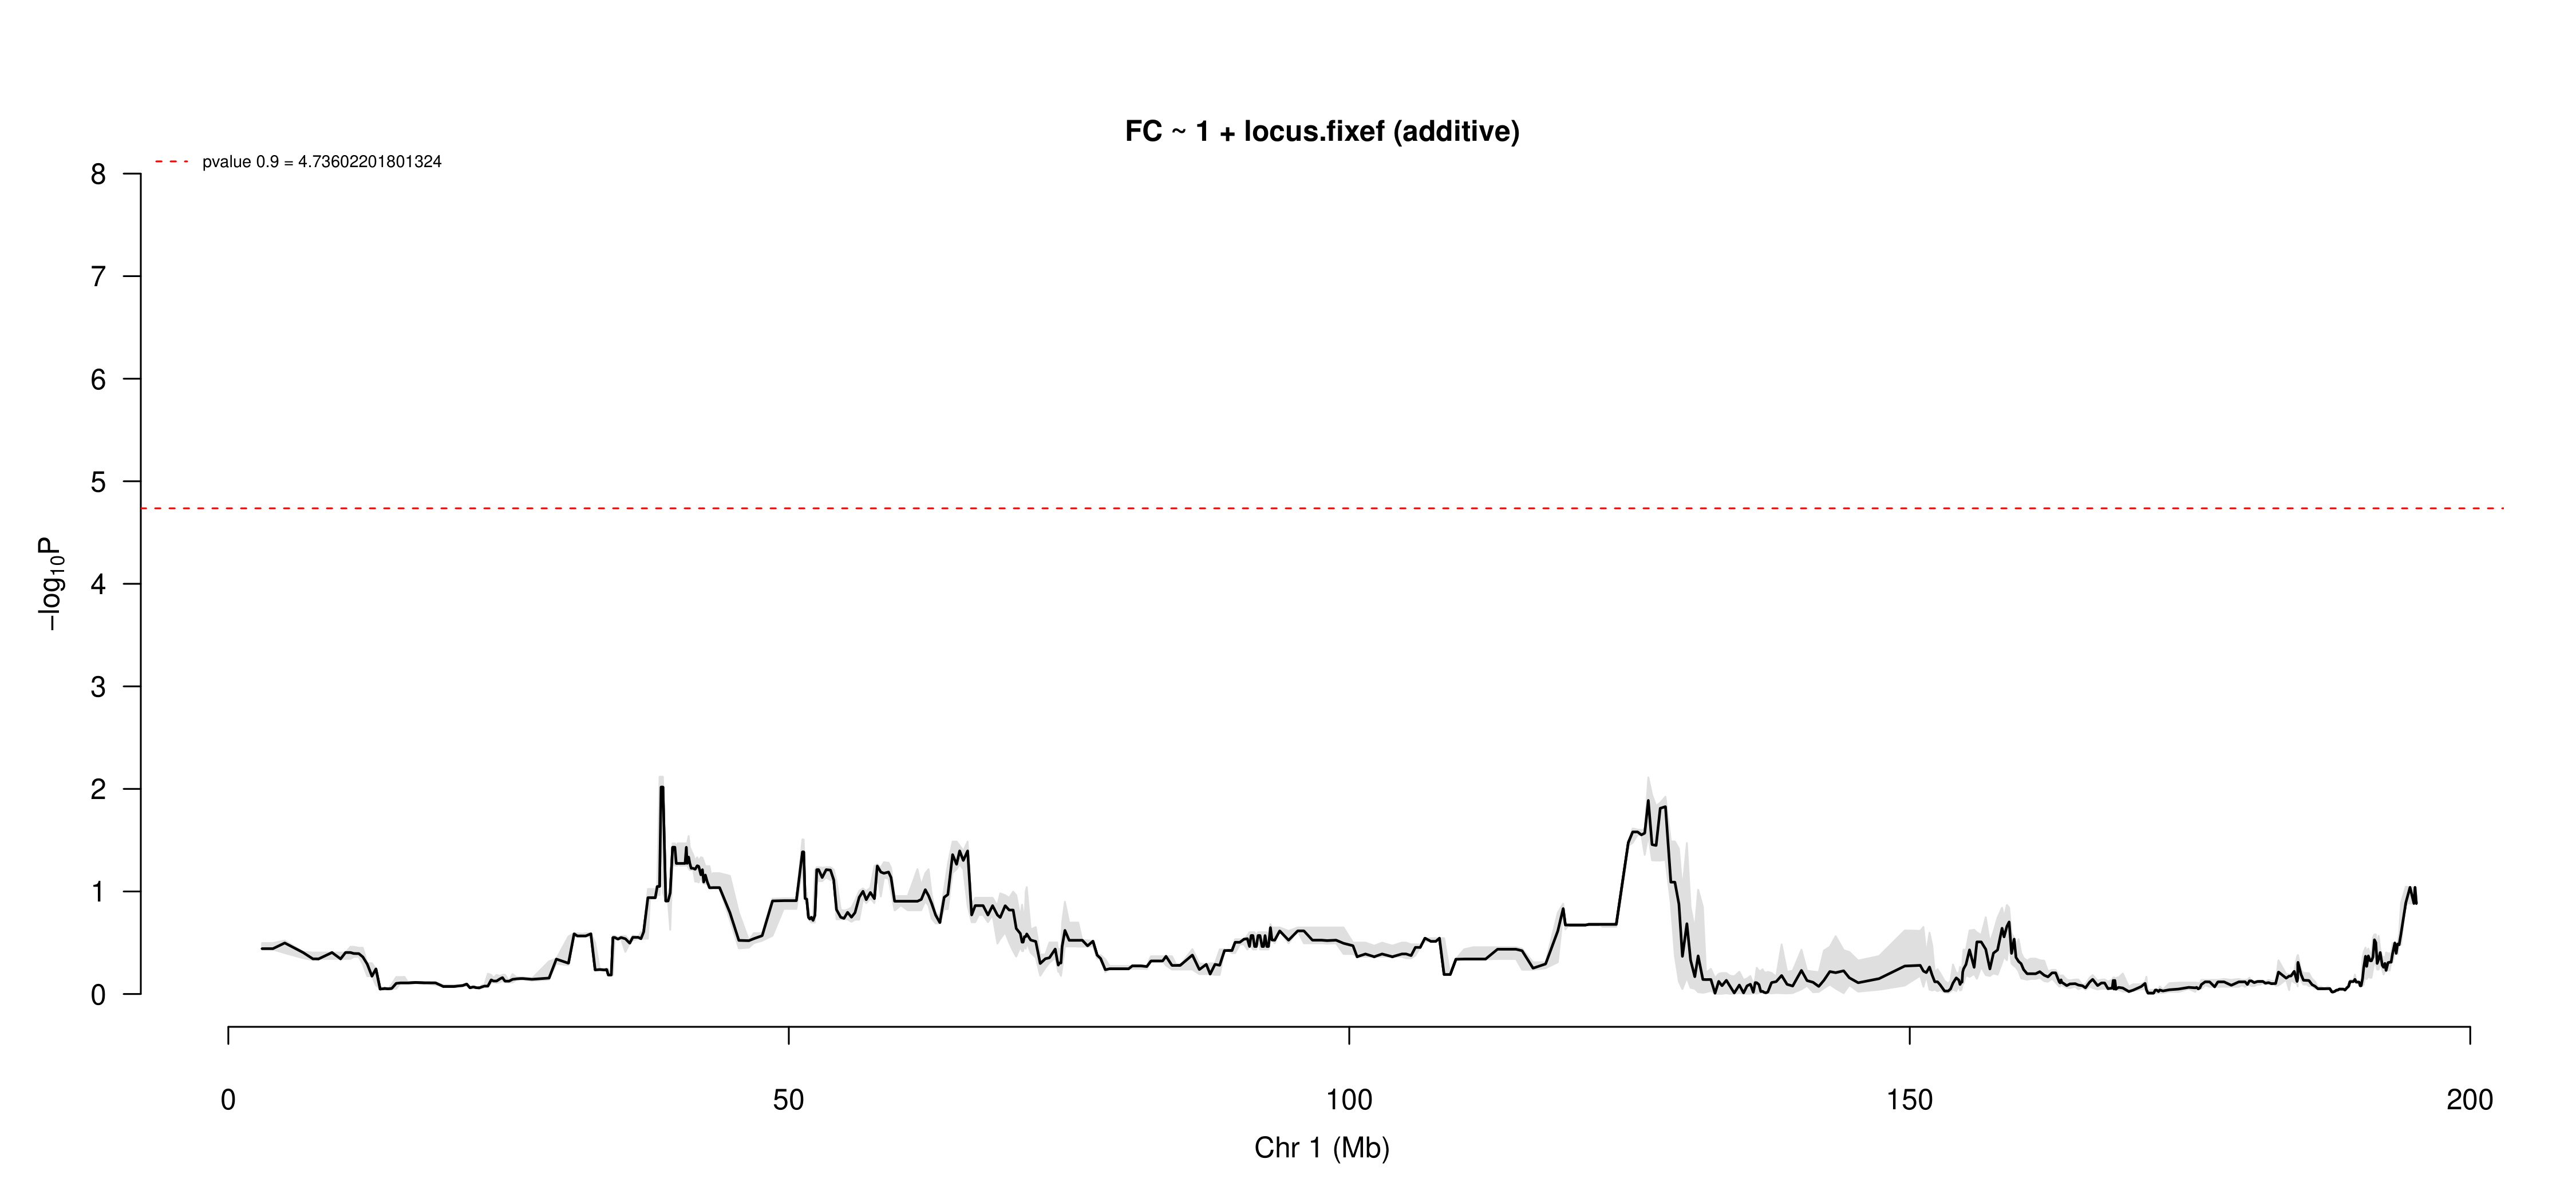 FC ~ 1 + locus.fixef (additive)
pvalue 0.9 = 4.73602201801324
8
7
6
5
4
3
2
1
0
−log10P
0 50 100 150 200
Chr 1 (Mb)